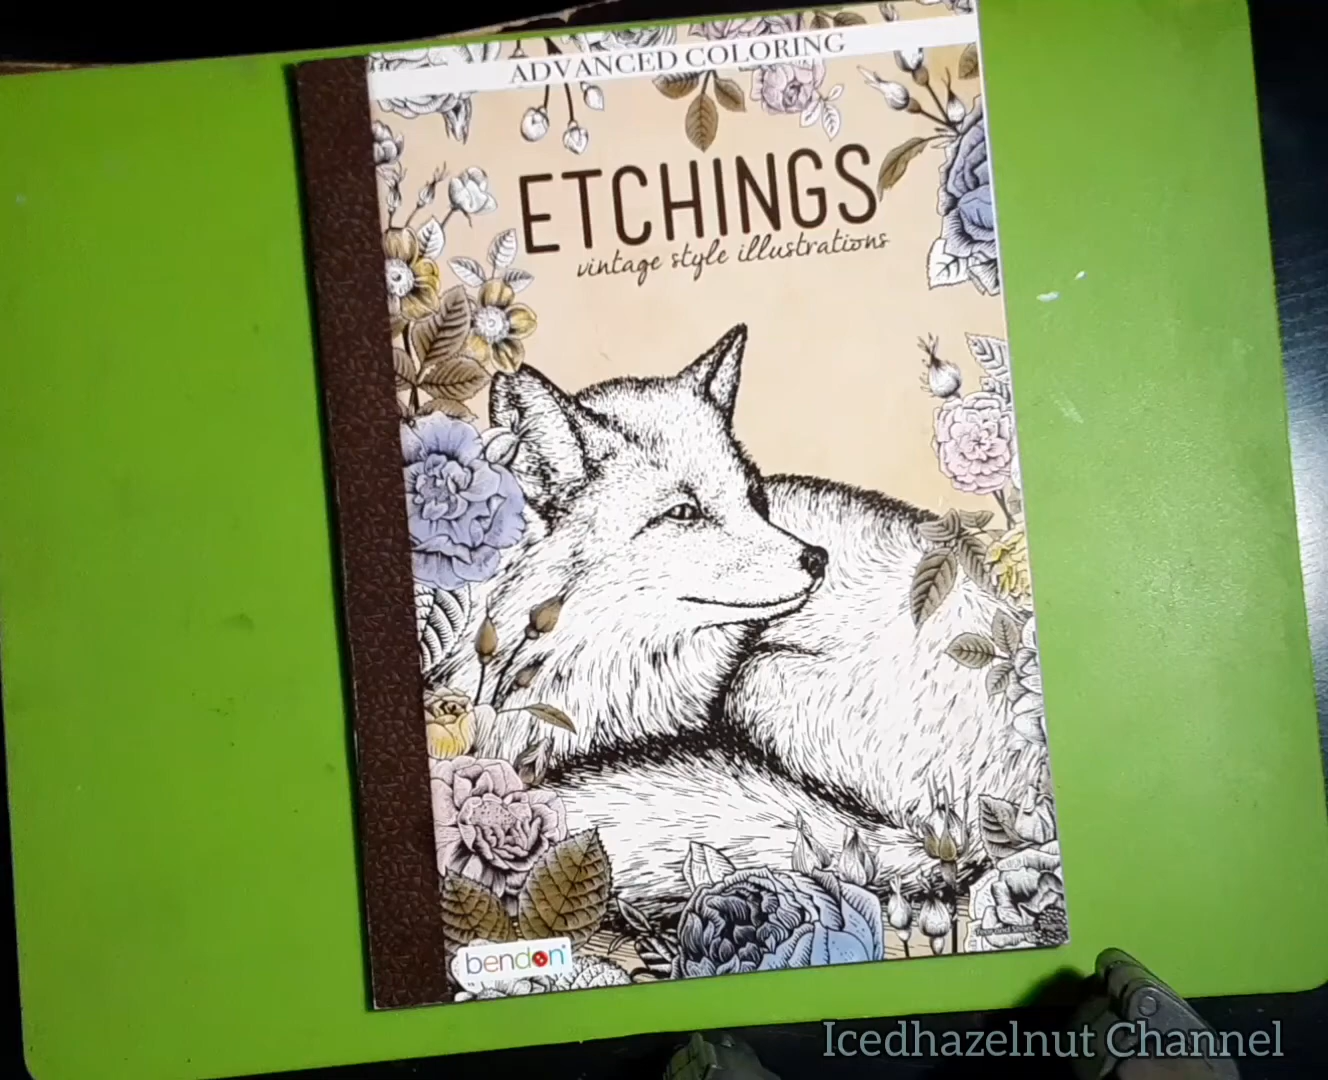 ADVANCED COLORING
ETCHINGS
vintage style illustrations
bendon
Icedhazelnut Channel